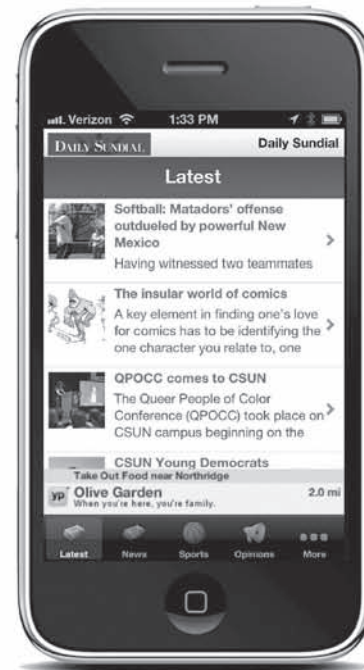 Verizon 1:33 PM
DAILY SUNDIAL Daily Sundial
Latest
Softball: Matadors' offense
outdueled by powerful New
Mexico
Having witnessed two teammates
The insular world of comics
A key element in finding one's love
for comics has to be identifying the
one character you relate to, one
QPOCC comes to CSUN
The Queer People of Color
Conference (QPOCC) took place on
CSUN campus beginning on the
CSUN Young Democrats
Take Out Food near Northridge
yp Olive Garden 2.0 mi
When you're here, you're family.
Latest News Sports Opinions More